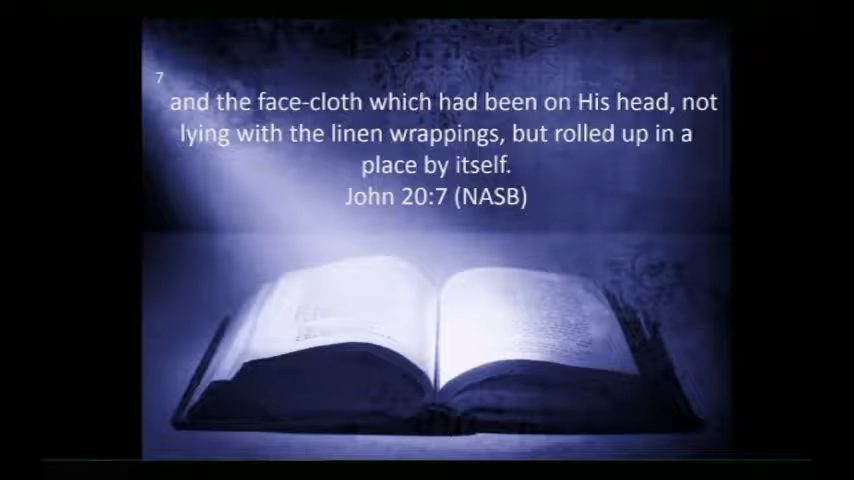 7
and the face-cloth which had been on His head, not
lying with the linen wrappings, but rolled up in a
place by itself.
John 20:7 (NASB)